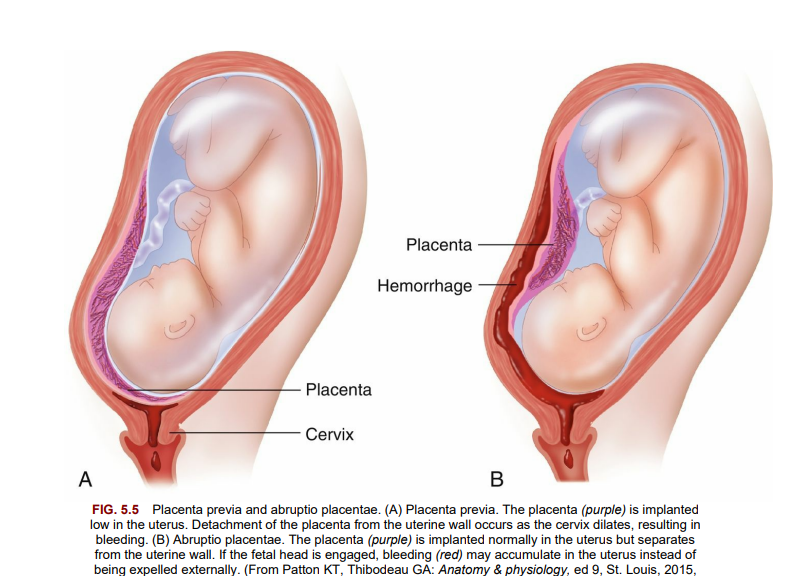 Placenta
Hemorrhage
Placenta
Cervix
A
B
FIG. 5.5 Placenta previa and abruptio placentae. (A) Placenta previa. The placenta (purple) is implanted
low in the uterus. Detachment of the placenta from the uterine wall occurs as the cervix dilates, resulting in
bleeding. (B) Abruptio placentae. The placenta (purple) is implanted normally in the uterus but separates
from the uterine wall. If the fetal head is engaged, bleeding (red) may accumulate in the uterus instead of
being expelled externally. (From Patton KT, Thibodeau GA: Anatomy & physiology, ed 9, St. Louis, 2015,